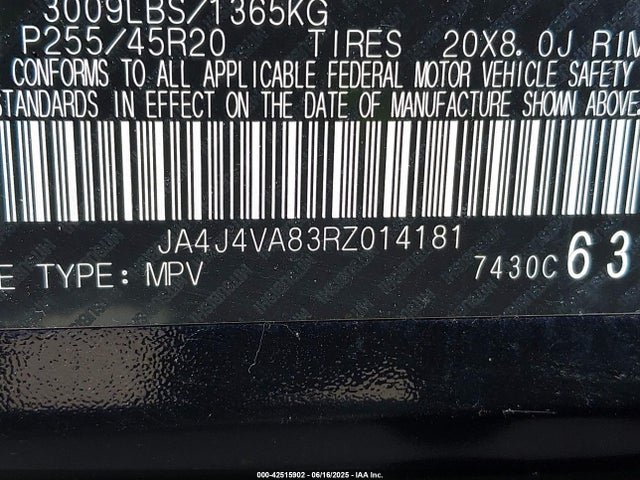 3009LBS/1365KG
P255/45R20 TIRES 20X8.0J RIM
CONFORMS TO ALL APPLICABLE FEDERAL MOTOR VEHICLE SAFETY
STANDARDS IN EFFECT ON THE DATE OF MANUFACTURE SHOWN ABOVE.
JA4J4VA83RZ014181
E TYPE: MPV 7430C 63
000-42515902 - 06/16/2025 - IAA Inc.